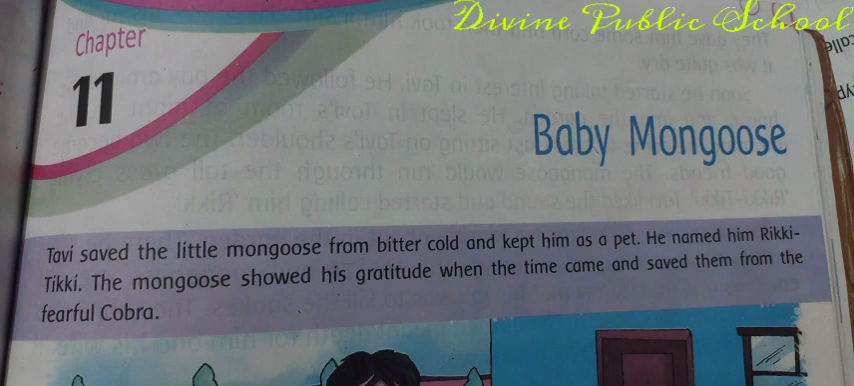 Divine Public School
Chapter
11
Baby Mongoose
Tavi saved the little mongoose from bitter cold and kept him as a pet. He named him Rikki-
Tikki. The mongoose showed his gratitude when the time came and saved them from the
fearful Cobra.